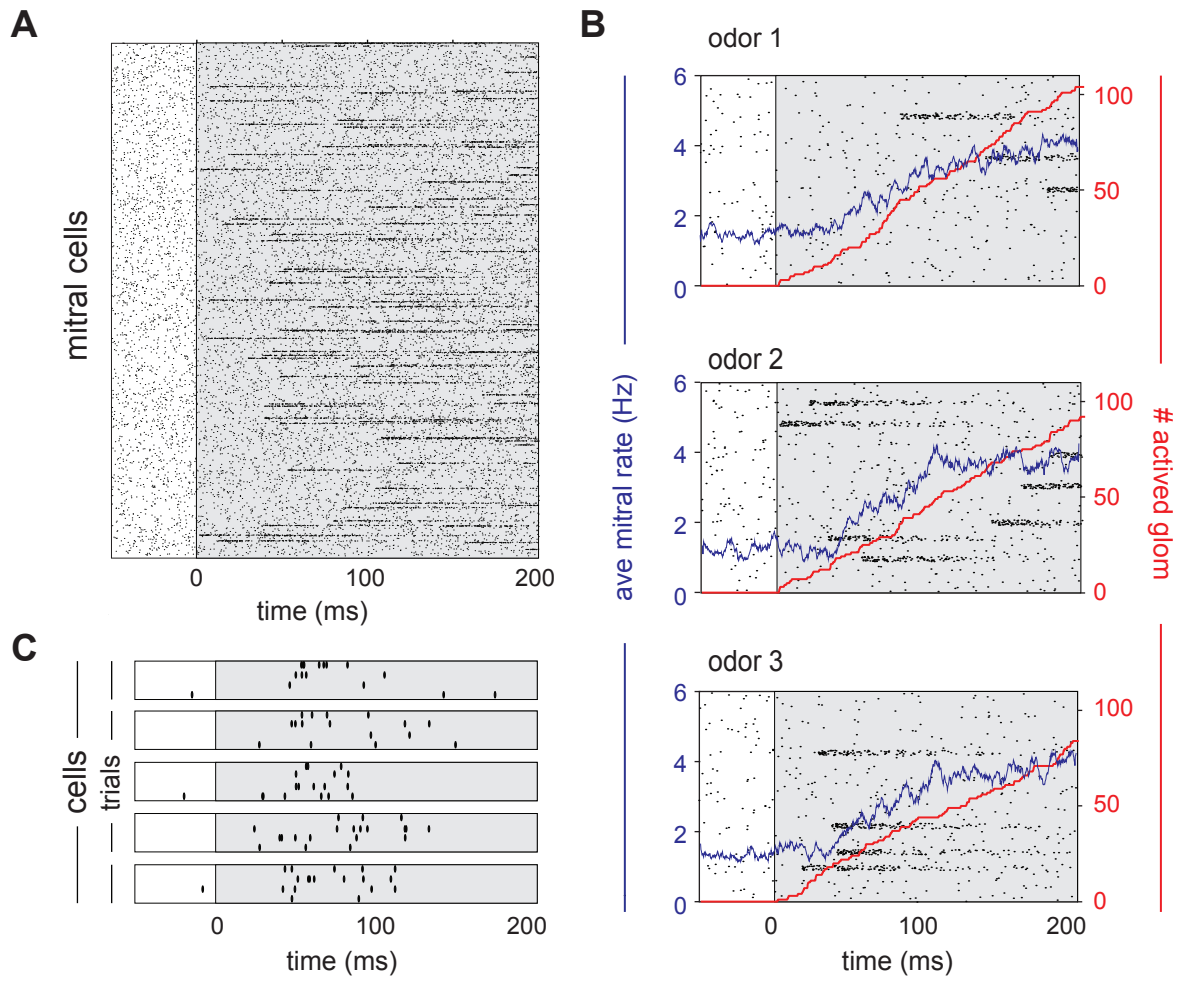 A
mitral cells
0 100 200
time (ms)
B
odor 1
6
4
2
0
100
50
0
odor 2
6
4
2
0
100
50
0
odor 3
6
4
2
0
100
50
0
0 100 200
time (ms)
ave mitral rate (Hz)
# actived glom
C
cells
trials
0 100 200
time (ms)